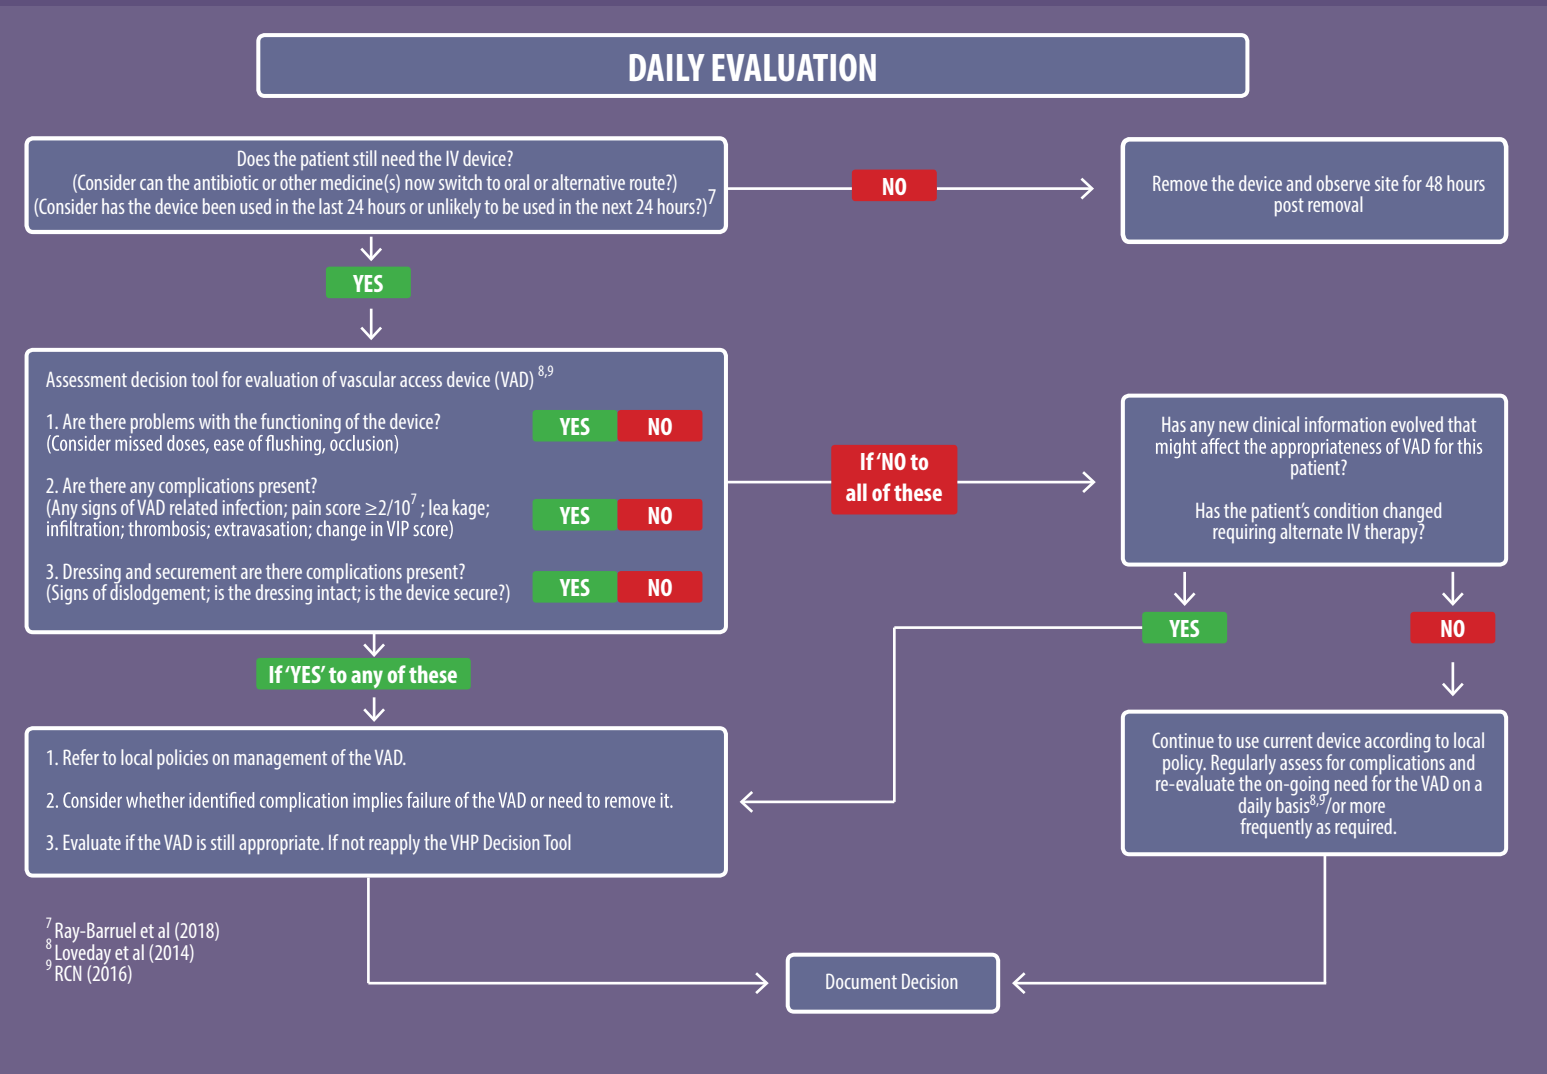 DAILY EVALUATION
Does the patient still need the IV device?
(Consider can the antibiotic or other medicine(s) now switch to oral or alternative route?)
(Consider has the device been used in the last 24 hours or unlikely to be used in the next 24 hours?)7
NO
Remove the device and observe site for 48 hours
post removal
YES
Assessment decision tool for evaluation of vascular access device (VAD) 8,9
1. Are there problems with the functioning of the device?
(Consider missed doses, ease of flushing, occlusion)
YES NO
2. Are there any complications present?
(Any signs of VAD related infection; pain score ≥2/107 ; lea kage;
infiltration; thrombosis; extravasation; change in VIP score)
YES NO
3. Dressing and securement are there complications present?
(Signs of dislodgement; is the dressing intact; is the device secure?)
YES NO
If ‘NO to
all of these
Has any new clinical information evolved that
might affect the appropriateness of VAD for this
patient?
Has the patient’s condition changed
requiring alternate IV therapy?
YES
NO
If ‘YES’ to any of these
1. Refer to local policies on management of the VAD.
2. Consider whether identified complication implies failure of the VAD or need to remove it.
3. Evaluate if the VAD is still appropriate. If not reapply the VHP Decision Tool
Continue to use current device according to local
policy. Regularly assess for complications and
re-evaluate the on-going need for the VAD on a
daily basis8,9/or more
frequently as required.
7 Ray-Barruel et al (2018)
8 Loveday et al (2014)
9 RCN (2016)
Document Decision